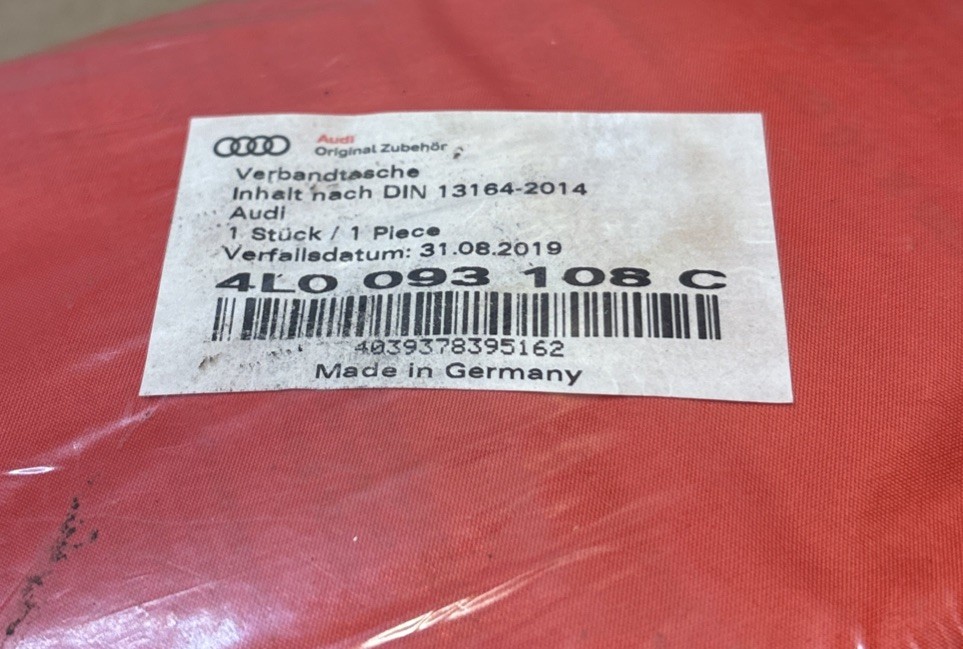 Audi
Original Zubehör
Verbandtasche
Inhalt nach DIN 13164-2014
Audi
1 Stück / 1 Piece
Verfallsdatum: 31.08.2019
4L0 093 108 C
4039378395162
Made in Germany